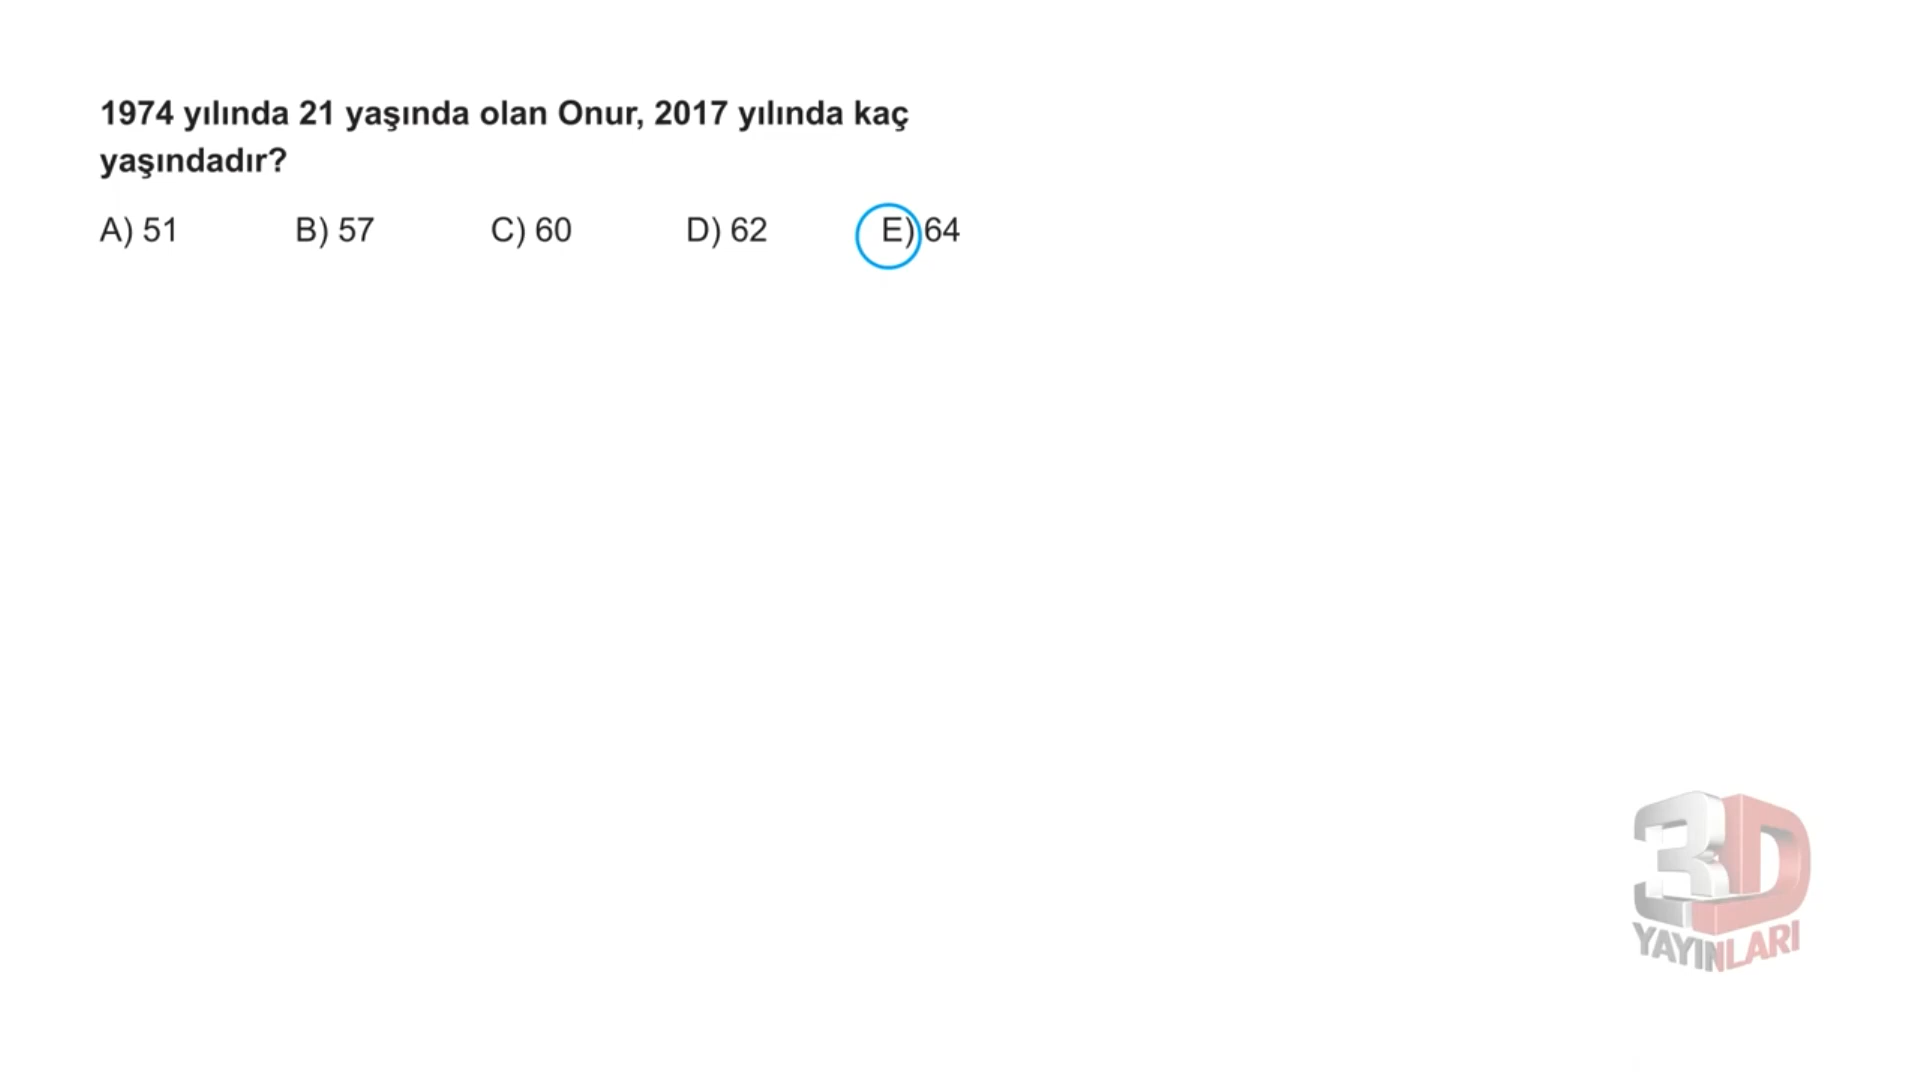 1974 yılında 21 yaşında olan Onur, 2017 yılında kaç
yaşındadır?
A) 51 B) 57 C) 60 D) 62 E) 64
3D
YAYINLARI